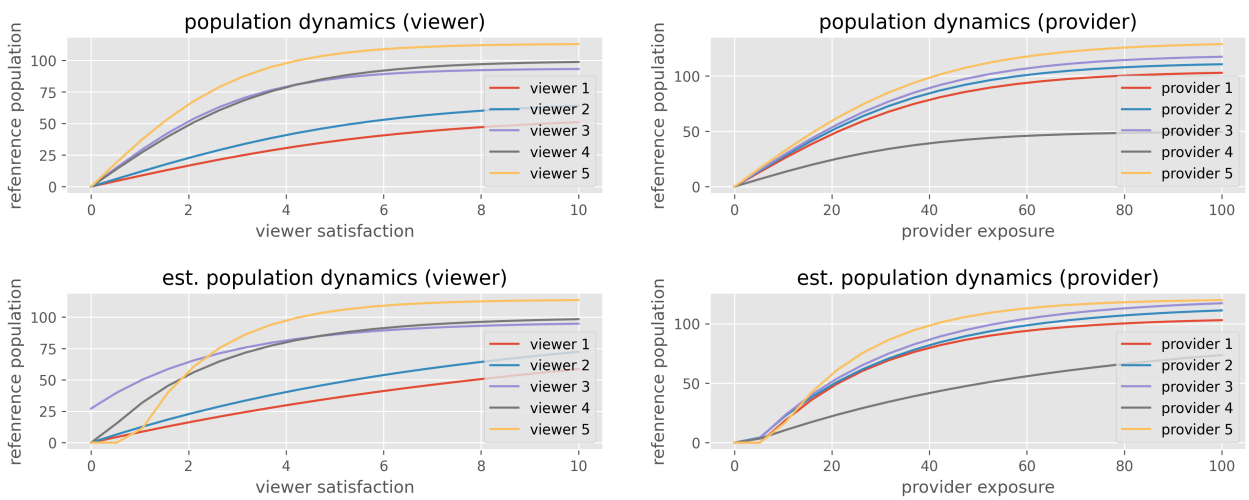 population dynamics (viewer)
refenrence population
100
75
50
25
0
viewer 1
viewer 2
viewer 3
viewer 4
viewer 5
0 2 4 6 8 10
viewer satisfaction
population dynamics (provider)
refenrence population
100
50
0
provider 1
provider 2
provider 3
provider 4
provider 5
0 20 40 60 80 100
provider exposure
est. population dynamics (viewer)
refenrence population
100
75
50
25
0
viewer 1
viewer 2
viewer 3
viewer 4
viewer 5
0 2 4 6 8 10
viewer satisfaction
est. population dynamics (provider)
refenrence population
100
50
0
provider 1
provider 2
provider 3
provider 4
provider 5
0 20 40 60 80 100
provider exposure